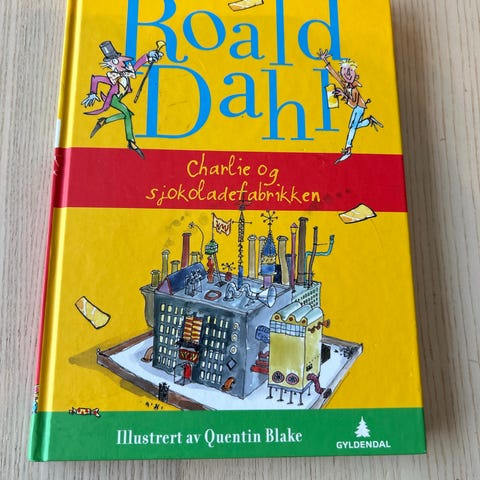 Roald
Dahl
Charlie og
sjokoladefabrikken
Illustrert av Quentin Blake
GYLDENDAL